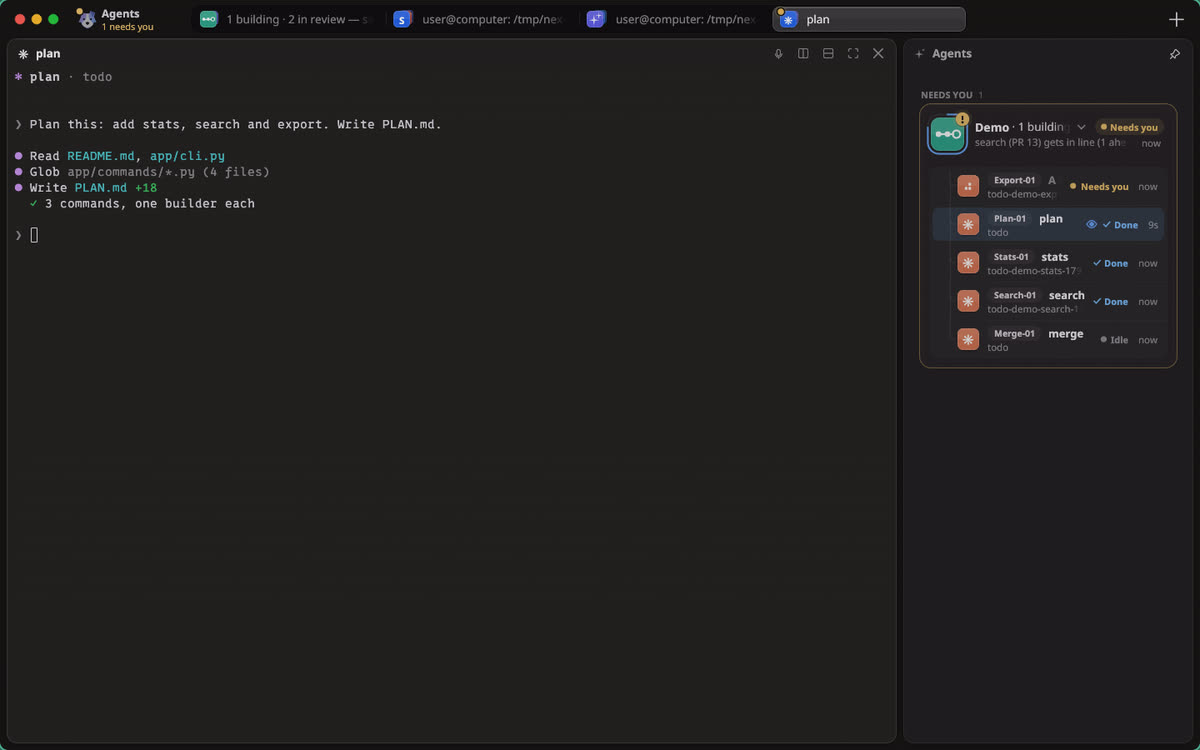 Agents
1 needs you
1 building · 2 in review —
user@computer: /tmp/nex
user@computer: /tmp/nex
plan
plan
plan · todo
❯ Plan this: add stats, search and export. Write PLAN.md.
Read README.md, app/cli.py
Glob app/commands/*.py (4 files)
Write PLAN.md +18
✓ 3 commands, one builder each
❯
Agents
NEEDS YOU 1
Demo · 1 building
Needs you
search (PR 13) gets in line (1 ahe
now
Export-01 A
Needs you now
todo-demo-exp
Plan-01 plan
✓ Done 9s
todo
Stats-01 stats
✓ Done now
todo-demo-stats-179
Search-01 search
✓ Done now
todo-demo-search-1
Merge-01 merge
Idle now
todo